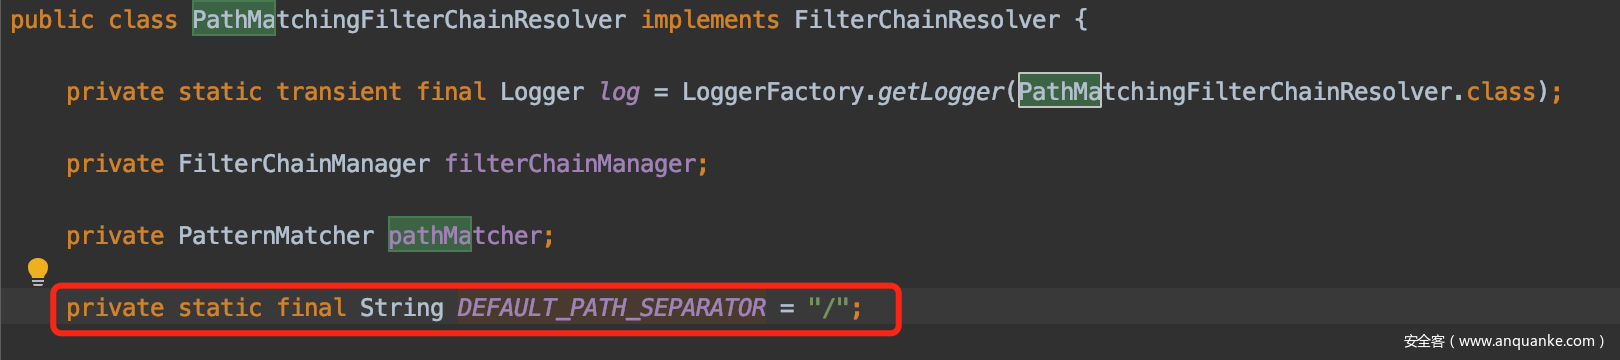 public class PathMatchingFilterChainResolver implements FilterChainResolver {
private static transient final Logger log = LoggerFactory.getLogger(PathMatchingFilterChainResolver.class);
private FilterChainManager filterChainManager;
private PatternMatcher pathMatcher;
private static final String DEFAULT_PATH_SEPARATOR = "/";
安全客（www.anquanke.com）